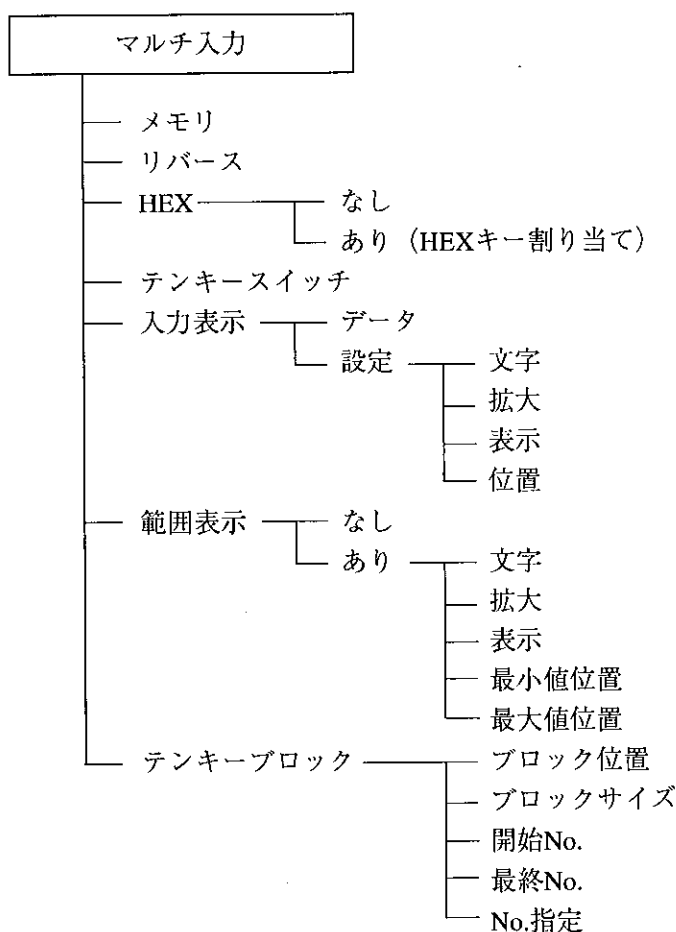 マルチ入力
メモリ
リバース
HEX なし
あり（HEXキー割り当て）
テンキースイッチ
入力表示 データ
設定 文字
拡大
表示
位置
範囲表示 なし
あり 文字
拡大
表示
最小値位置
最大値位置
テンキーブロック ブロック位置
ブロックサイズ
開始No.
最終No.
No.指定